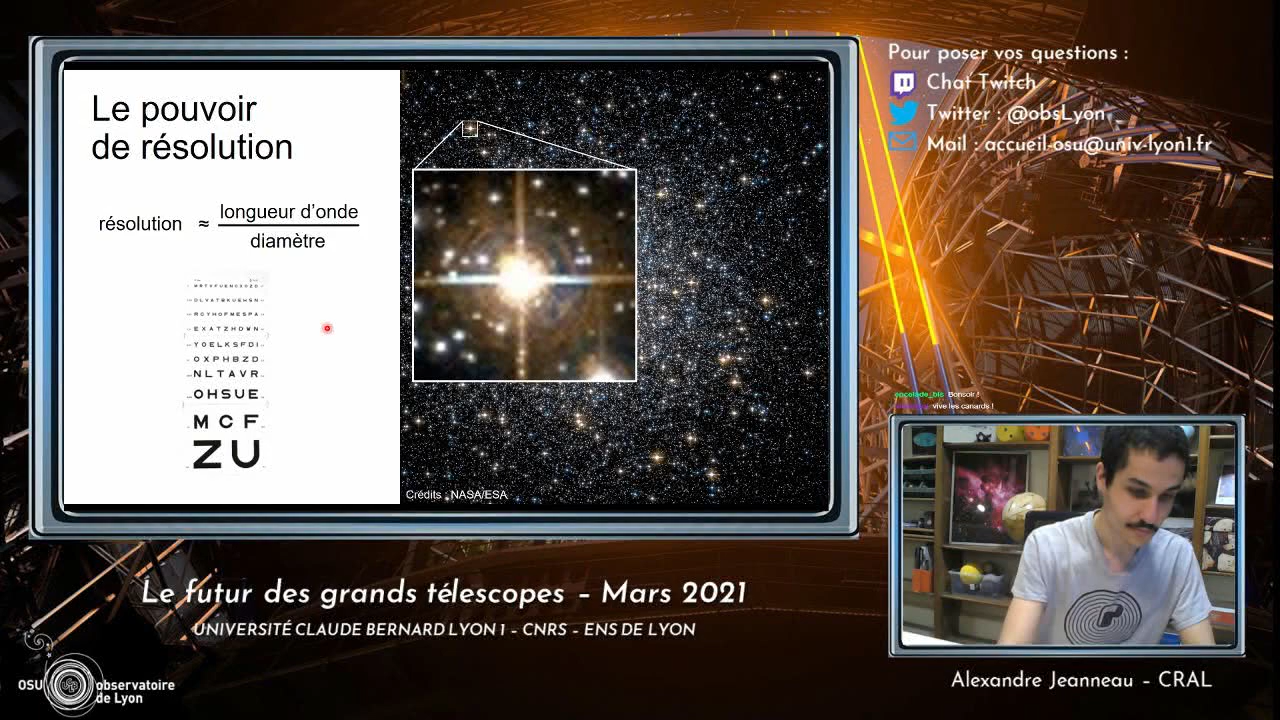 Le pouvoir
de résolution
résolution ≈ longueur d'onde
diamètre
OXPHBZD
NLTAVR
OHSUE
MCF
ZU
Crédits : NASA/ESA
Pour poser vos questions :
Chat Twitch
Twitter : @obsLyon
Mail : accueil-osu@univ-lyon1.fr
Bonsoir !
vive les canards !
Le futur des grands télescopes – Mars 2021
UNIVERSITÉ CLAUDE BERNARD LYON 1 - CNRS - ENS DE LYON
OSU
observatoire
de Lyon
Alexandre Jeanneau - CRAL